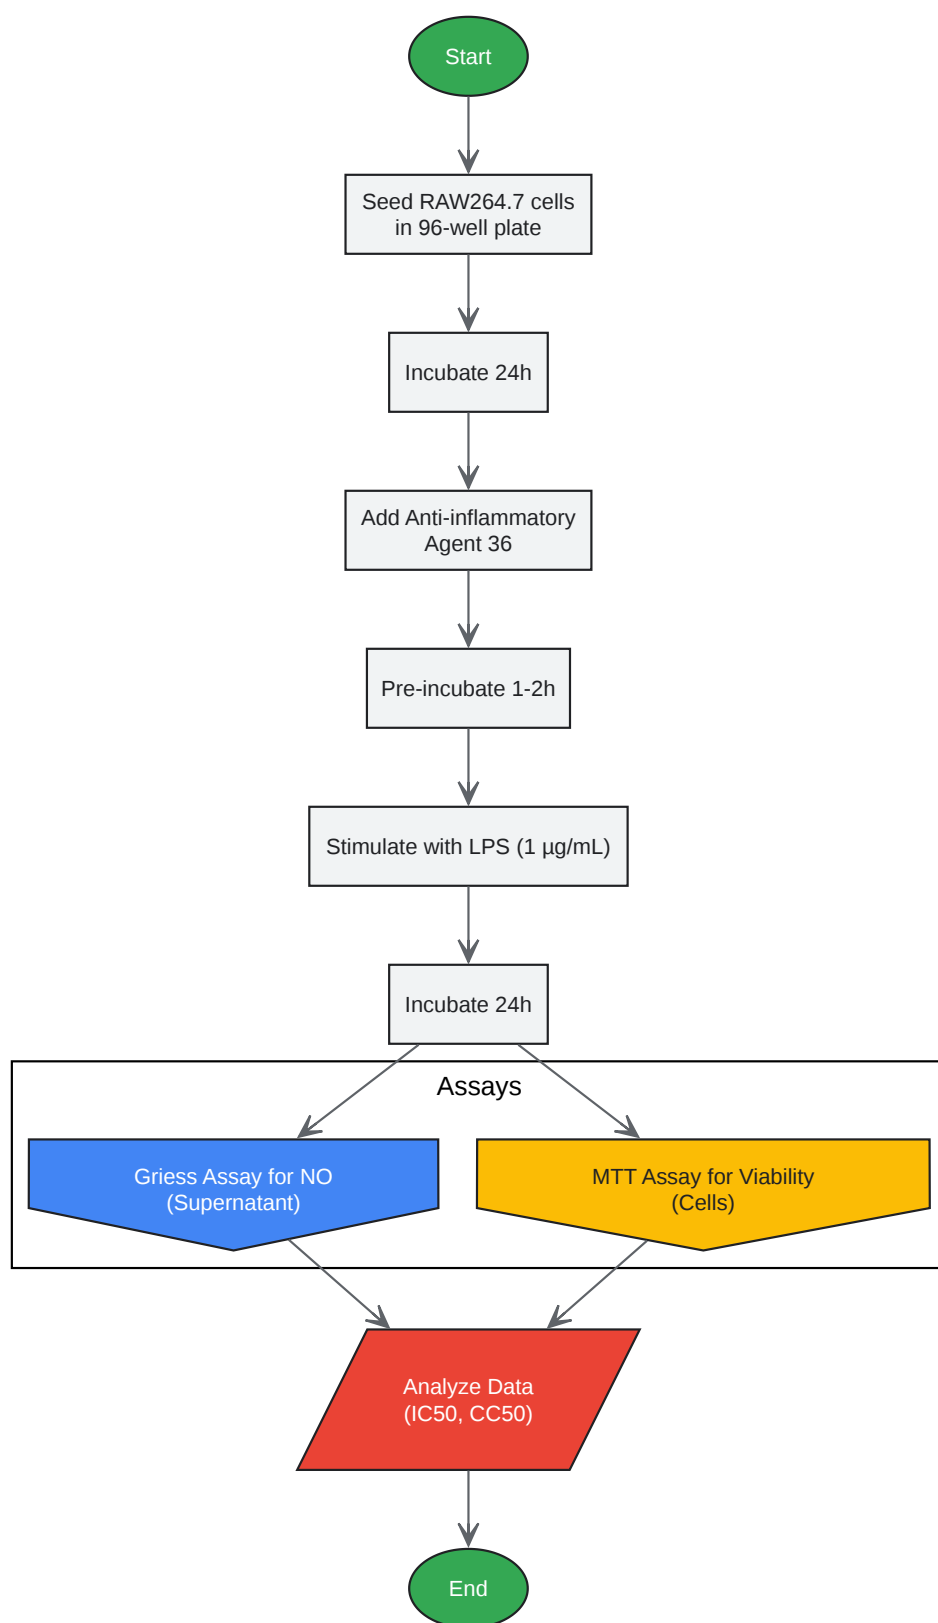 Start
Seed RAW264.7 cells
in 96-well plate
Incubate 24h
Add Anti-inflammatory
Agent 36
Pre-incubate 1-2h
Stimulate with LPS (1 µg/mL)
Incubate 24h
Assays
Griess Assay for NO
(Supernatant)
MTT Assay for Viability
(Cells)
Analyze Data
(IC50, CC50)
End